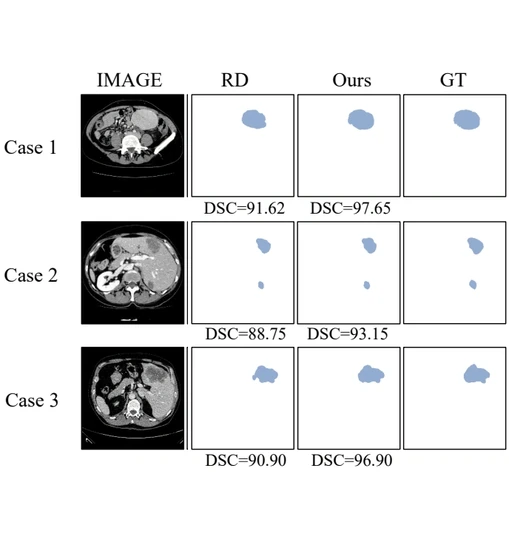 IMAGE RD Ours GT
Case 1
DSC=91.62 DSC=97.65
Case 2
DSC=88.75 DSC=93.15
Case 3
DSC=90.90 DSC=96.90